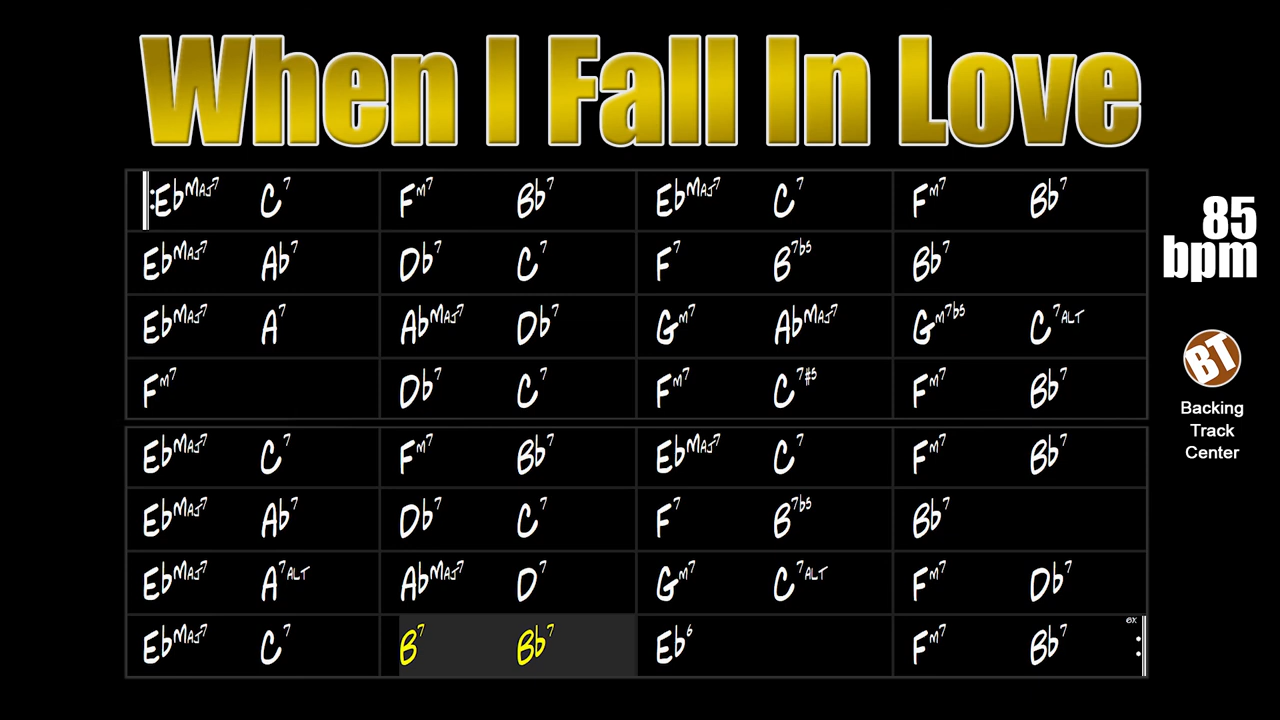 When I Fall In Love
EbMaj7 C7 Fm7 Bb7 EbMaj7 C7 Fm7 Bb7
EbMaj7 Ab7 Db7 C7 F7 B7b5 Bb7
EbMaj7 A7 AbMaj7 Db7 Gm7 AbMaj7 Gm7b5 C7ALT
Fm7 Db7 C7 Fm7 C7#5 Fm7 Bb7
EbMaj7 C7 Fm7 Bb7 EbMaj7 C7 Fm7 Bb7
EbMaj7 Ab7 Db7 C7 F7 B7b5 Bb7
EbMaj7 A7ALT AbMaj7 D7 Gm7 C7ALT Fm7 Db7
EbMaj7 C7 B7 Bb7 Eb6 Fm7 Bb7 6x
85
bpm
BT
Backing
Track
Center